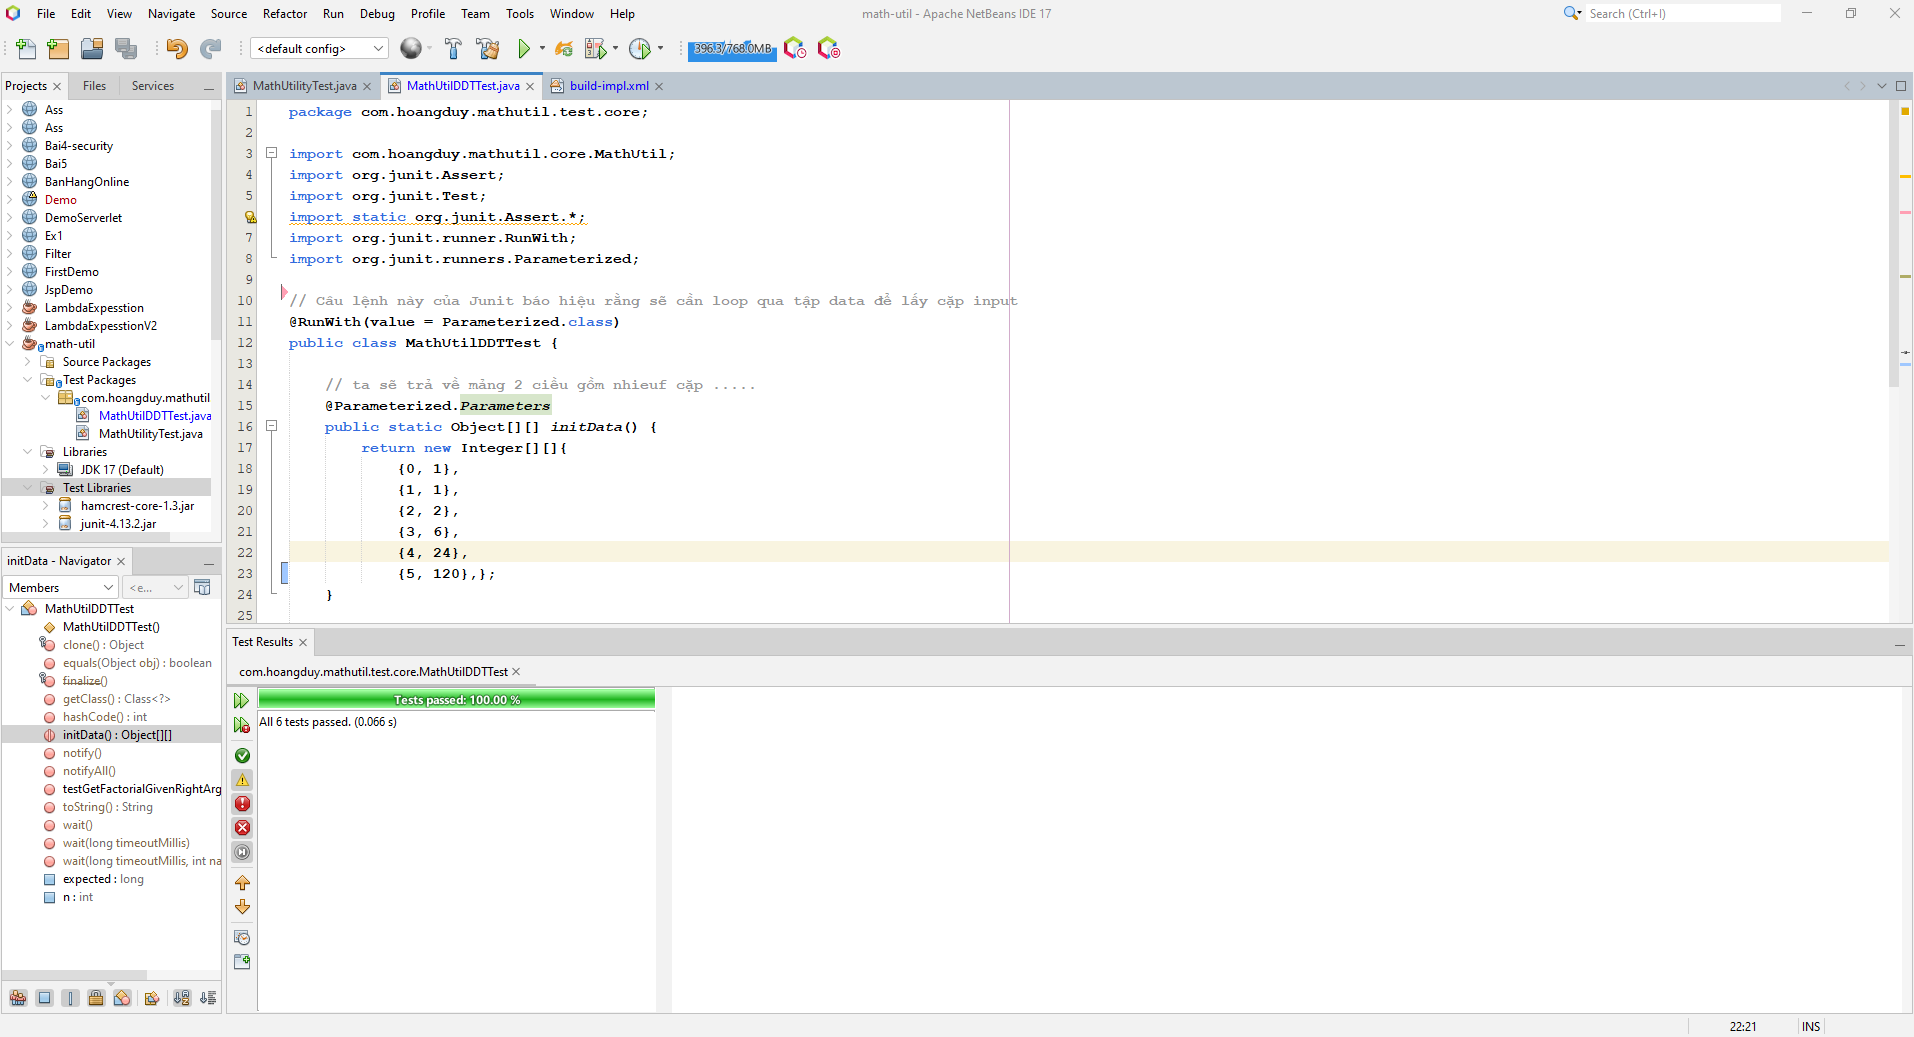 File Edit View Navigate Source Refactor Run Debug Profile Team Tools Window Help
math-util - Apache NetBeans IDE 17
Search (Ctrl+I)
<default config>
396.3/768.0MB
Projects
Files
Services
Ass
Ass
Bai4-security
Bai5
BanHangOnline
Demo
DemoServerlet
Ex1
Filter
FirstDemo
JspDemo
LambdaExpesstion
LambdaExpesstionV2
math-util
Source Packages
Test Packages
com.hoangduy.mathutil
MathUtilDDTTest.java
MathUtilityTest.java
Libraries
JDK 17 (Default)
Test Libraries
hamcrest-core-1.3.jar
junit-4.13.2.jar
initData - Navigator
Members
<e...
MathUtilDDTTest
MathUtilDDTTest()
clone() : Object
equals(Object obj) : boolean
finalize()
getClass() : Class<?>
hashCode() : int
initData() : Object[][]
notify()
notifyAll()
testGetFactorialGivenRightArg
toString() : String
wait()
wait(long timeoutMillis)
wait(long timeoutMillis, int na
expected : long
n : int
MathUtilityTest.java
MathUtilDDTTest.java
build-impl.xml
1 package com.hoangduy.mathutil.test.core;
2
3 import com.hoangduy.mathutil.core.MathUtil;
4 import org.junit.Assert;
5 import org.junit.Test;
import static org.junit.Assert.*;
7 import org.junit.runner.RunWith;
8 import org.junit.runners.Parameterized;
9
10 // Câu lệnh này của Junit báo hiệu rằng sẽ cần loop qua tập data để lấy cặp input
11 @RunWith(value = Parameterized.class)
12 public class MathUtilDDTTest {
13
14 // ta sẽ trả về mảng 2 ciều gồm nhieuf cặp .....
15 @Parameterized.Parameters
16 public static Object[][] initData() {
17 return new Integer[][]{
18 {0, 1},
19 {1, 1},
20 {2, 2},
21 {3, 6},
22 {4, 24},
23 {5, 120},};
24 }
25
Test Results
com.hoangduy.mathutil.test.core.MathUtilDDTTest
Tests passed: 100.00 %
All 6 tests passed. (0.066 s)
22:21
INS